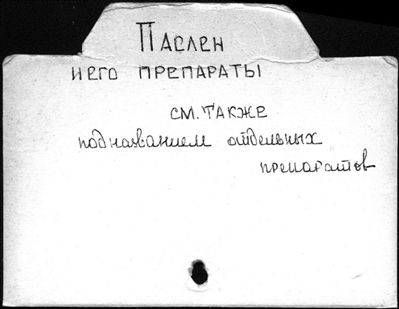 Паслен
и его препараты
см. также
под названием отдельных
препаратов